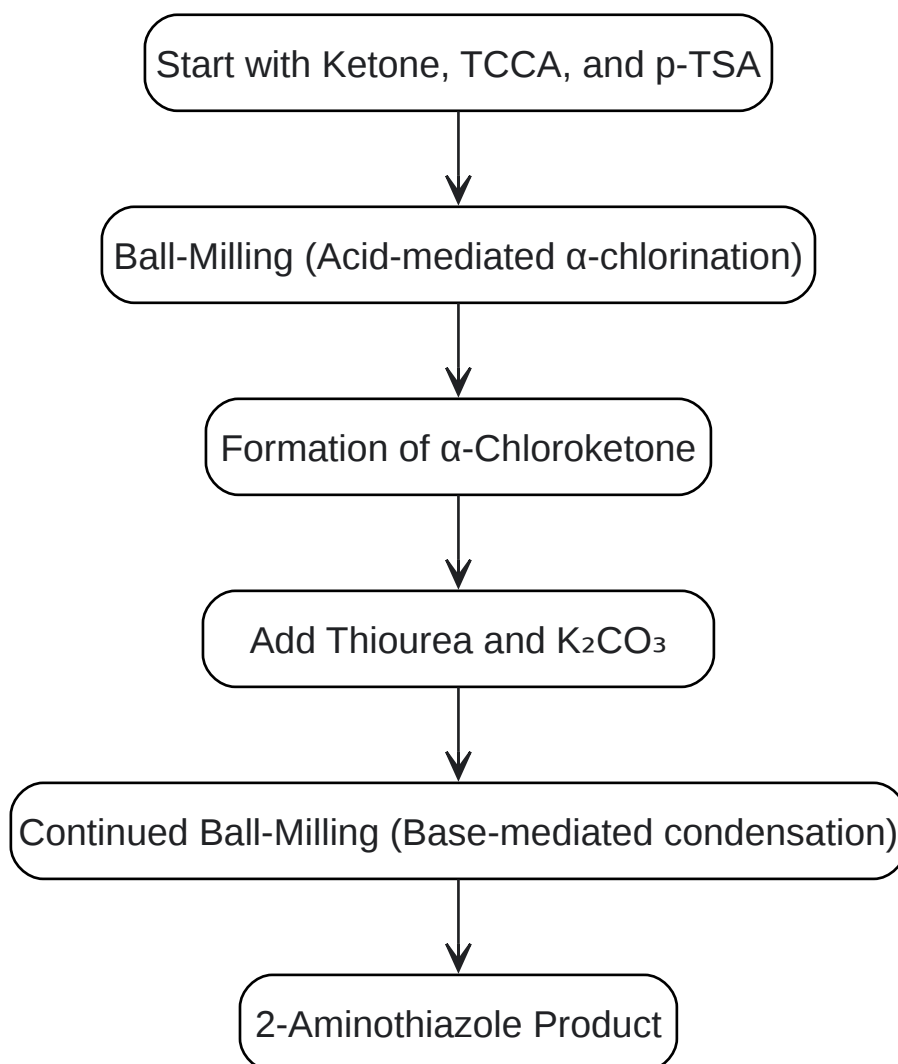 Start with Ketone, TCCA, and p-TSA
Ball-Milling (Acid-mediated α-chlorination)
Formation of α-Chloroketone
Add Thiourea and K₂CO₃
Continued Ball-Milling (Base-mediated condensation)
2-Aminothiazole Product